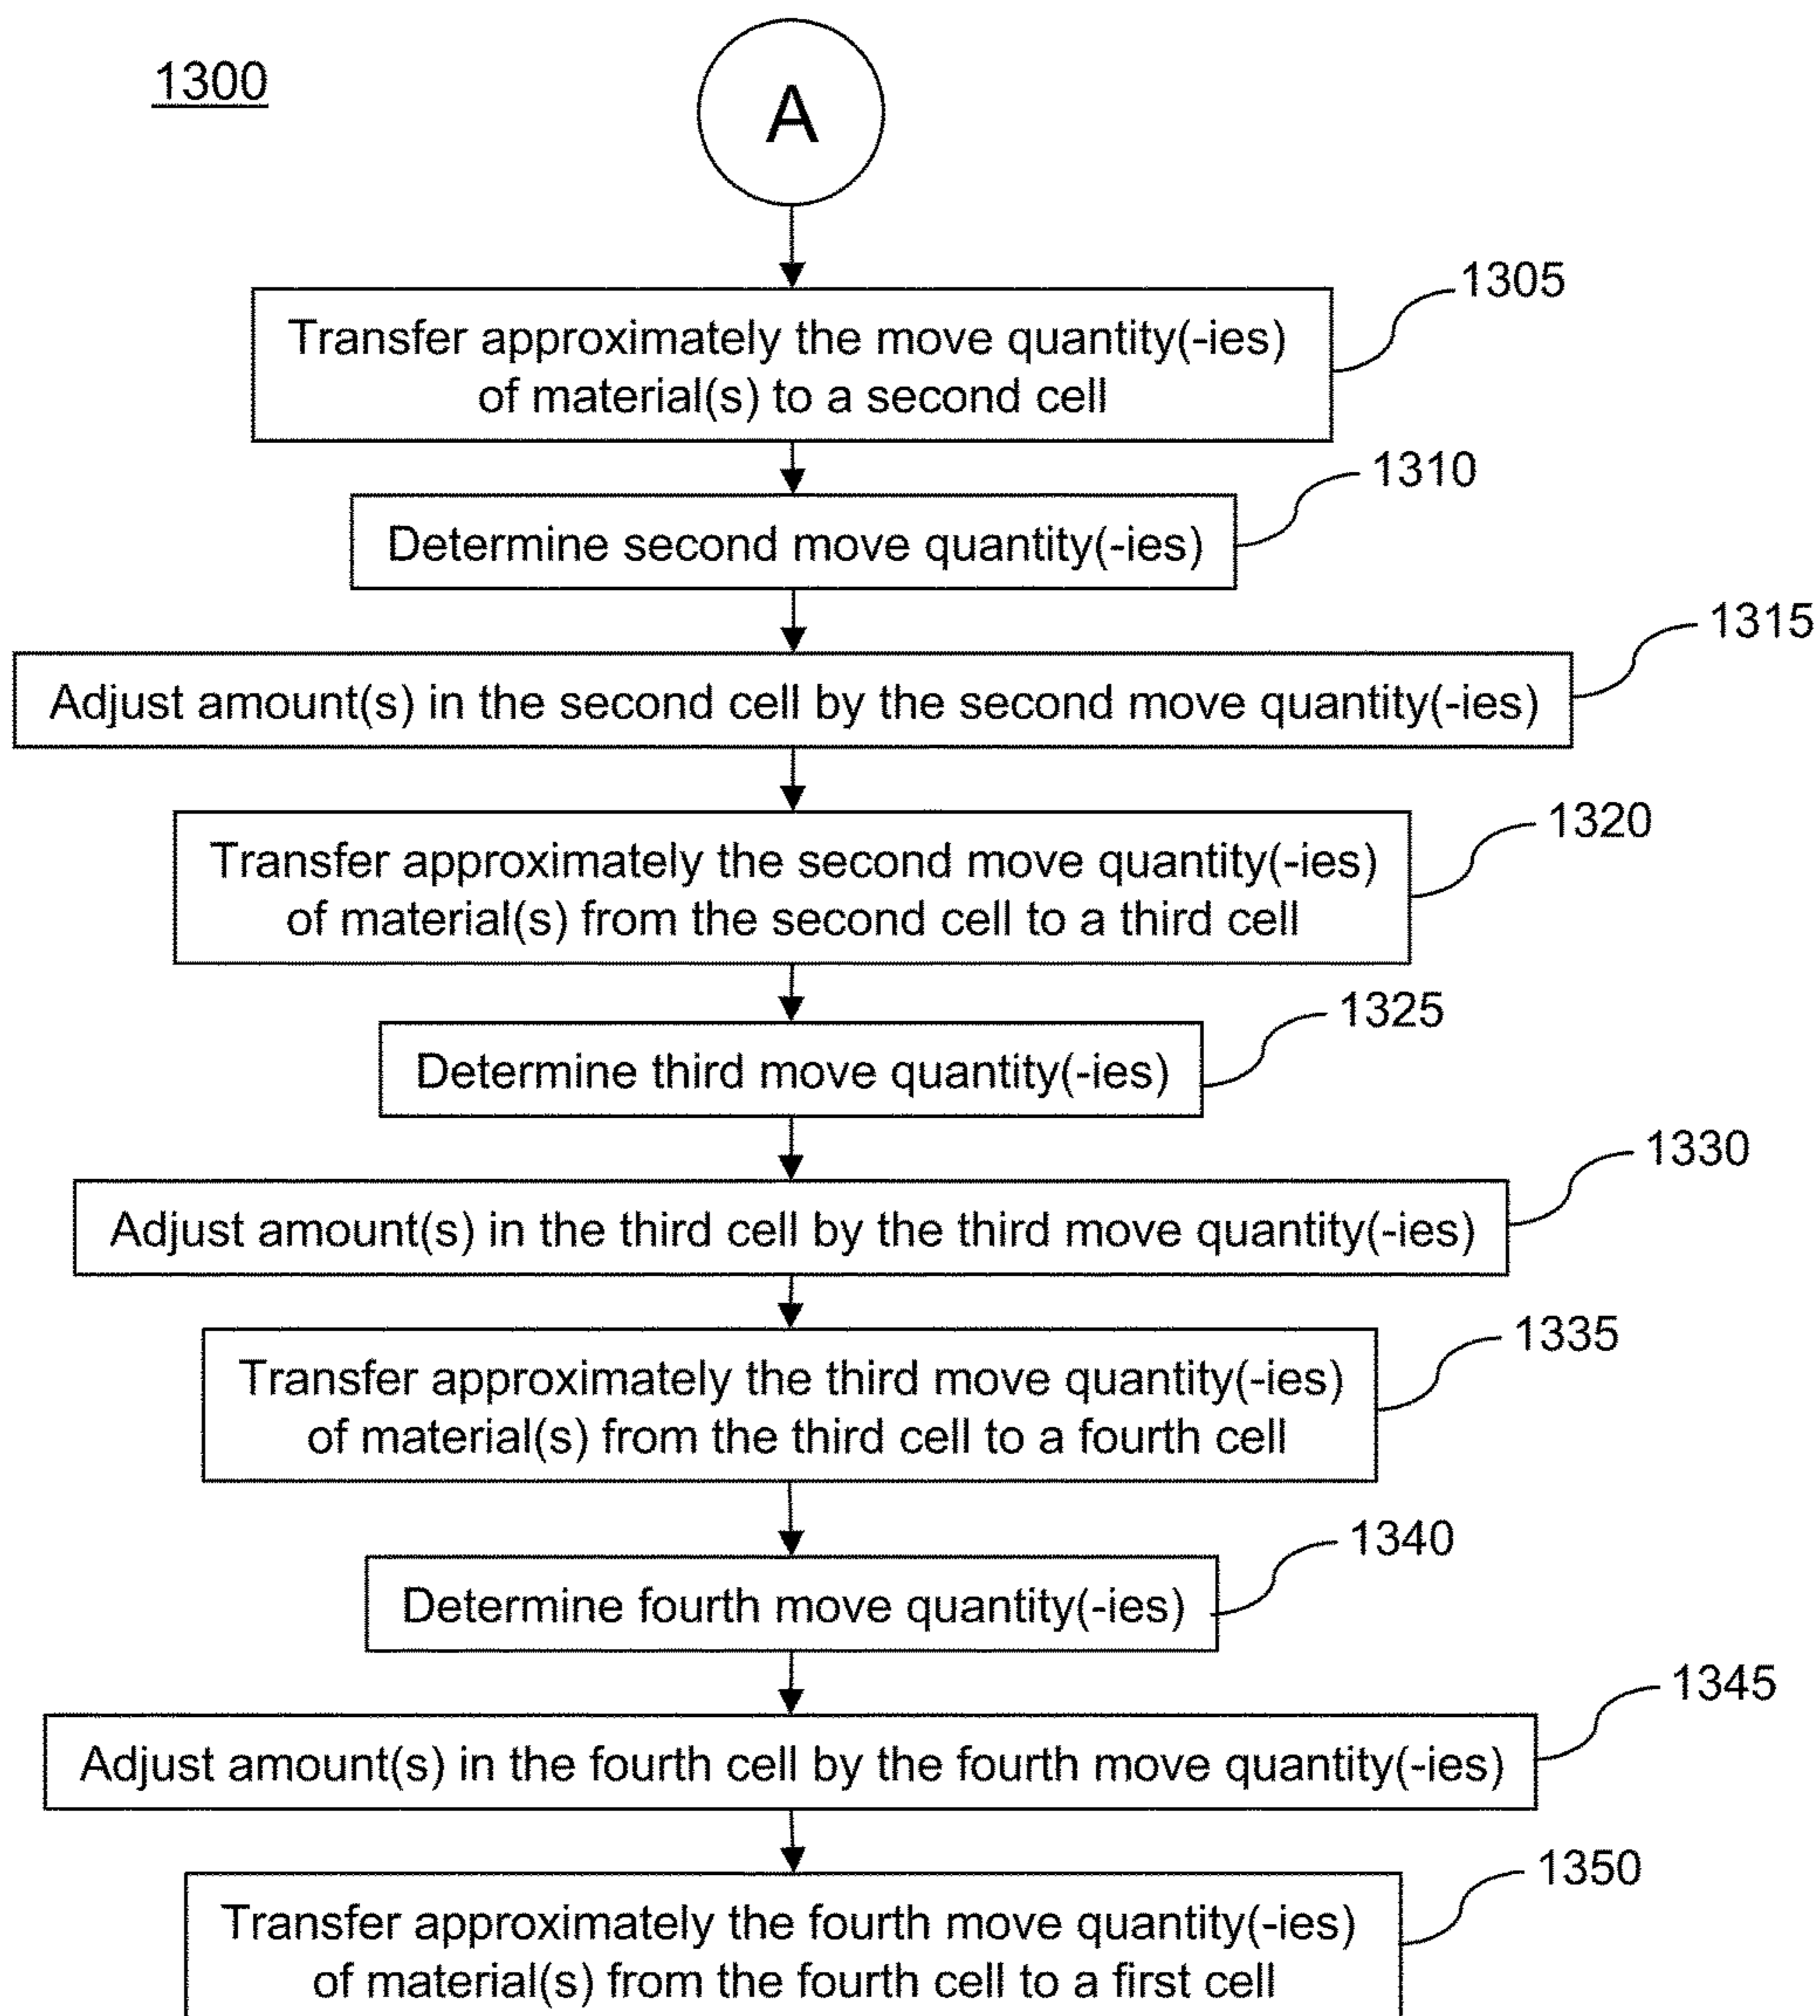 1300
A
1305
Transfer approximately the move quantity(-ies)
of material(s) to a second cell
1310
Determine second move quantity(-ies)
1315
Adjust amount(s) in the second cell by the second move quantity(-ies)
1320
Transfer approximately the second move quantity(-ies)
of material(s) from the second cell to a third cell
1325
Determine third move quantity(-ies)
1330
Adjust amount(s) in the third cell by the third move quantity(-ies)
1335
Transfer approximately the third move quantity(-ies)
of material(s) from the third cell to a fourth cell
1340
Determine fourth move quantity(-ies)
1345
Adjust amount(s) in the fourth cell by the fourth move quantity(-ies)
1350
Transfer approximately the fourth move quantity(-ies)
of material(s) from the fourth cell to a first cell